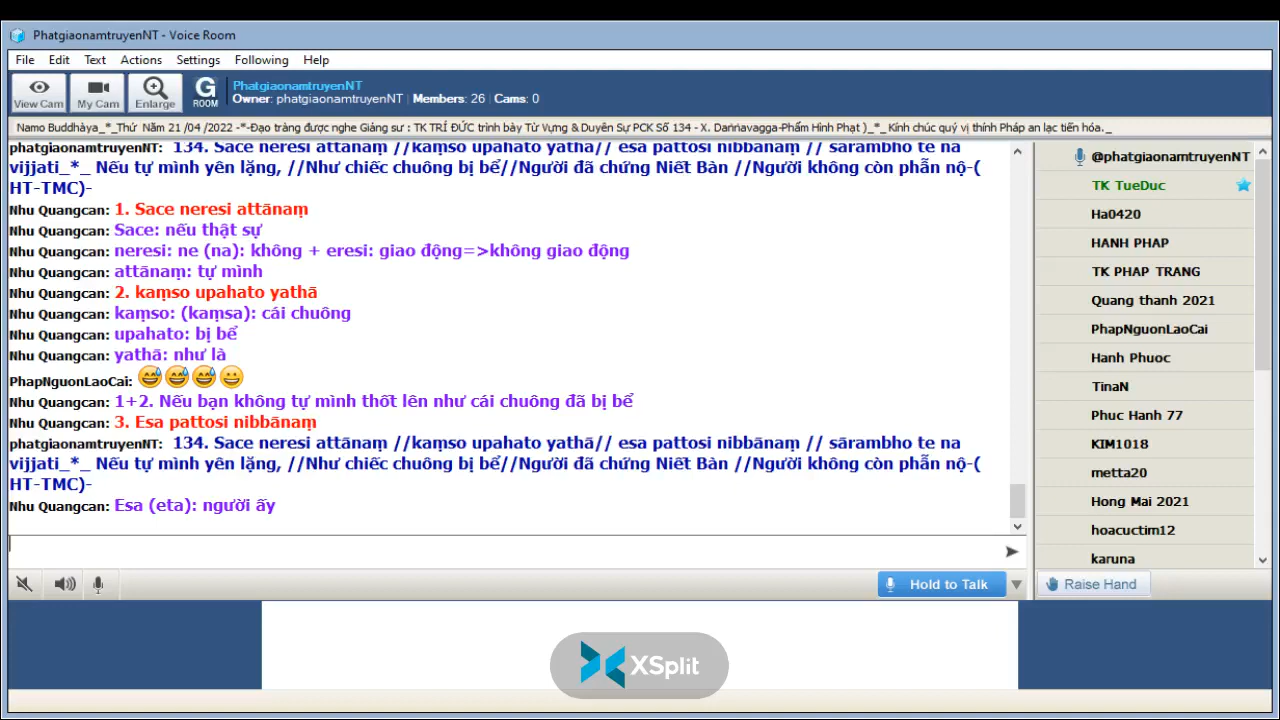 PhatgiaonamtruyenNT - Voice Room
File Edit Text Actions Settings Following Help
View Cam My Cam Enlarge G ROOM
PhatgiaonamtruyenNT
Owner: phatgiaonamtruyenNT | Members: 26 | Cams: 0
Namo Buddhàya_*_Thứ Năm 21 /04 /2022 -*-Đạo tràng được nghe Giảng sư : TK TRÍ ĐỨC trình bày Từ Vựng & Duyên Sự PCK Số 134 - X. Daṇṇavagga-Phẩm Hình Phạt )_*_ Kính chúc quý vị thính Pháp an lạc tiến hóa._
phatgiaonamtruyenNT: 134. Sace neresi attānaṃ //kaṃso upahato yathā// esa pattosi nibbānaṃ // sārambho te na
vijjati_*_ Nếu tự mình yên lặng, //Như chiếc chuông bị bể//Người đã chứng Niết Bàn //Người không còn phẫn nộ-(
HT-TMC)-
Nhu Quangcan: 1. Sace neresi attānaṃ
Nhu Quangcan: Sace: nếu thật sự
Nhu Quangcan: neresi: ne (na): không + eresi: giao động=>không giao động
Nhu Quangcan: attānaṃ: tự mình
Nhu Quangcan: 2. kaṃso upahato yathā
Nhu Quangcan: kaṃso: (kaṃsa): cái chuông
Nhu Quangcan: upahato: bị bể
Nhu Quangcan: yathā: như là
PhapNguonLaoCai: 😅😅😅😀
Nhu Quangcan: 1+2. Nếu bạn không tự mình thốt lên như cái chuông đã bị bể
Nhu Quangcan: 3. Esa pattosi nibbānaṃ
phatgiaonamtruyenNT: 134. Sace neresi attānaṃ //kaṃso upahato yathā// esa pattosi nibbānaṃ // sārambho te na
vijjati_*_ Nếu tự mình yên lặng, //Như chiếc chuông bị bể//Người đã chứng Niết Bàn //Người không còn phẫn nộ-(
HT-TMC)-
Nhu Quangcan: Esa (eta): người ấy
Hold to Talk
@phatgiaonamtruyenNT
TK TueDuc
Ha0420
HANH PHAP
TK PHAP TRANG
Quang thanh 2021
PhapNguonLaoCai
Hanh Phuoc
TinaN
Phuc Hanh 77
KIM1018
metta20
Hong Mai 2021
hoacuctim12
karuna
Raise Hand
XSplit